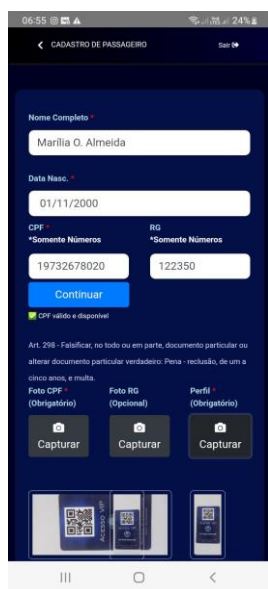 06:55 24%
CADASTRO DE PASSAGEIRO Sair
Nome Completo *
Marília O. Almeida
Data Nasc. *
01/11/2000
CPF * RG
*Somente Números *Somente Números
19732678020 122350
Continuar
CPF válido e disponível
Art. 298 - Falsificar, no todo ou em parte, documento particular ou
alterar documento particular verdadeiro: Pena - reclusão, de um a
cinco anos, e multa.
Foto CPF * Foto RG Perfil *
(Obrigatório) (Opcional) (Obrigatório)
Capturar Capturar Capturar
ACESSO VIP